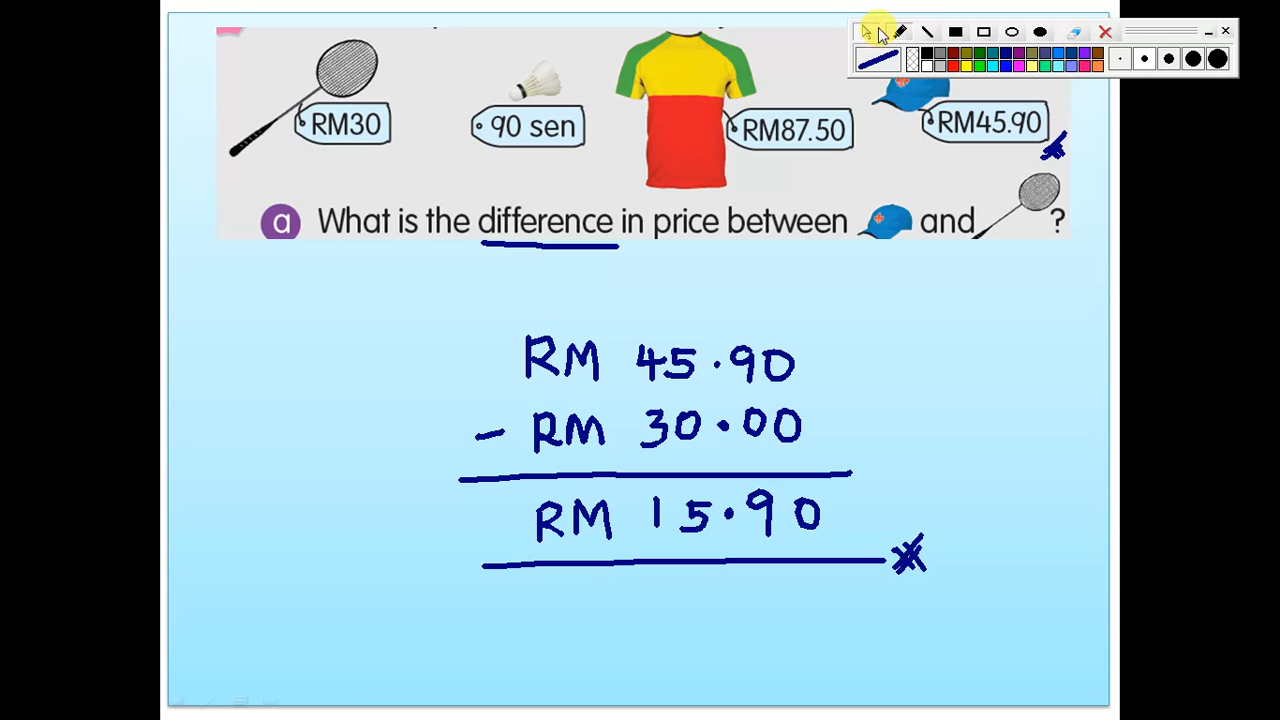 RM30
90 sen
RM87.50
RM45.90
a What is the difference in price between and ?
RM 45.90
- RM 30.00
RM 15.90